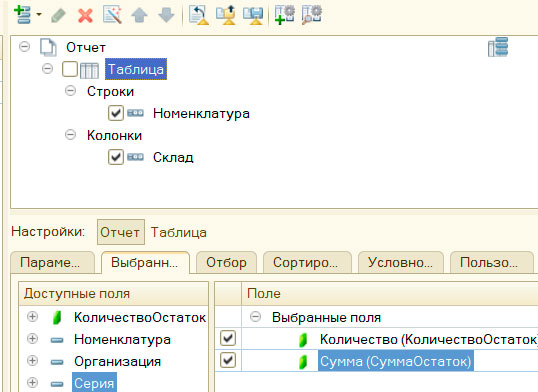 Отчет
Таблица
Строки
Номенклатура
Колонки
Склад
Настройки: Отчет Таблица
Параме... Выбранн... Отбор Сортиро... Условно... Пользо...
Доступные поля
КоличествоОстаток
Номенклатура
Организация
Серия
Поле
Выбранные поля
Количество (КоличествоОстаток
Сумма (СуммаОстаток)